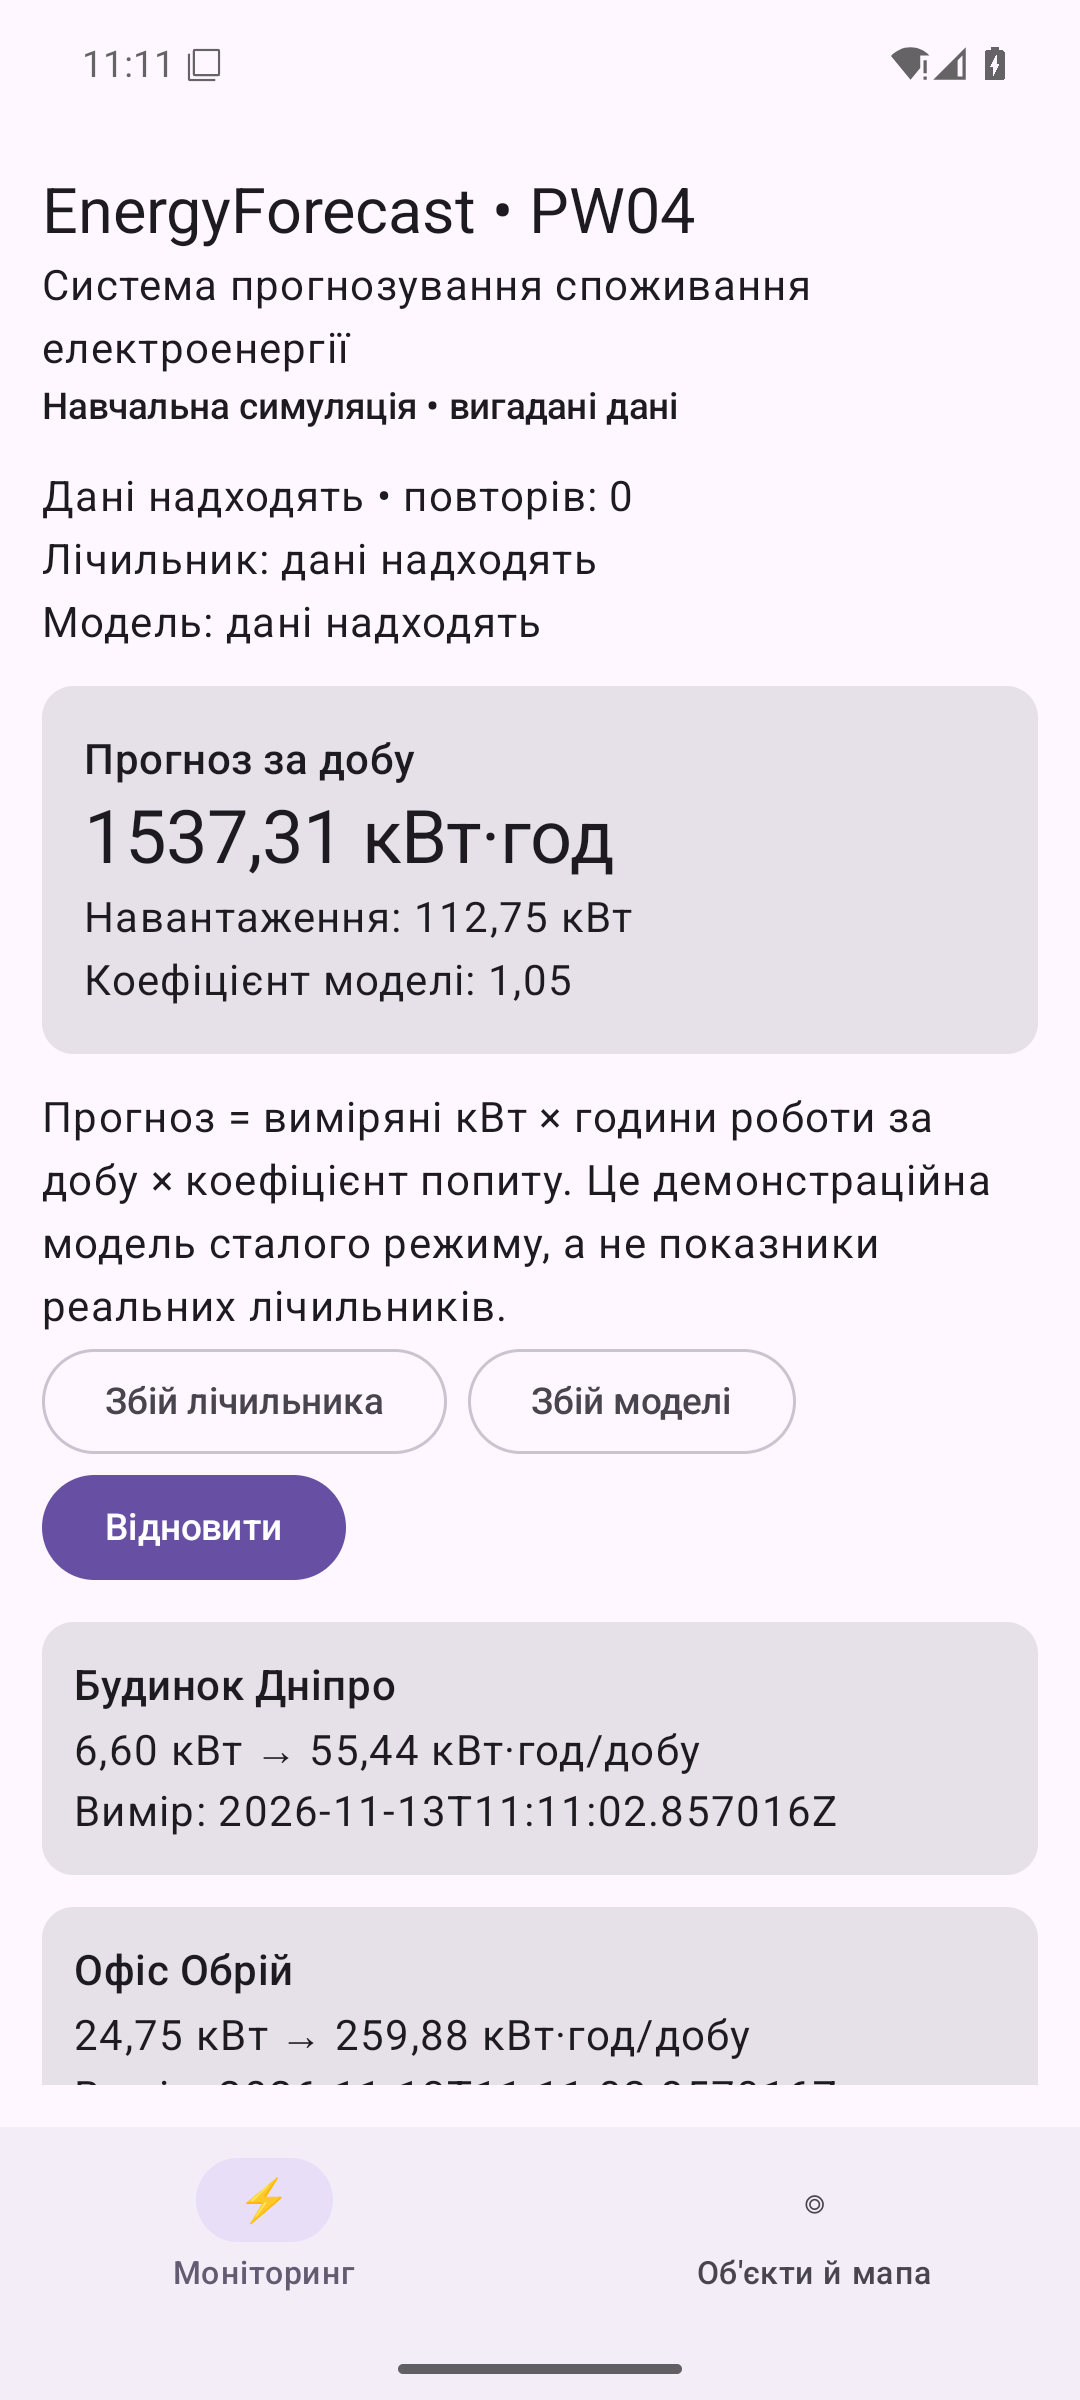 11:11
EnergyForecast • PW04
Система прогнозування споживання
електроенергії
Навчальна симуляція • вигадані дані
Дані надходять • повторів: 0
Лічильник: дані надходять
Модель: дані надходять
Прогноз за добу
1537,31 кВт·год
Навантаження: 112,75 кВт
Коефіцієнт моделі: 1,05
Прогноз = виміряні кВт × години роботи за
добу × коефіцієнт попиту. Це демонстраційна
модель сталого режиму, а не показники
реальних лічильників.
Збій лічильника
Збій моделі
Відновити
Будинок Дніпро
6,60 кВт → 55,44 кВт·год/добу
Вимір: 2026-11-13T11:11:02.857016Z
Офіс Обрій
24,75 кВт → 259,88 кВт·год/добу
Моніторинг
Об'єкти й мапа